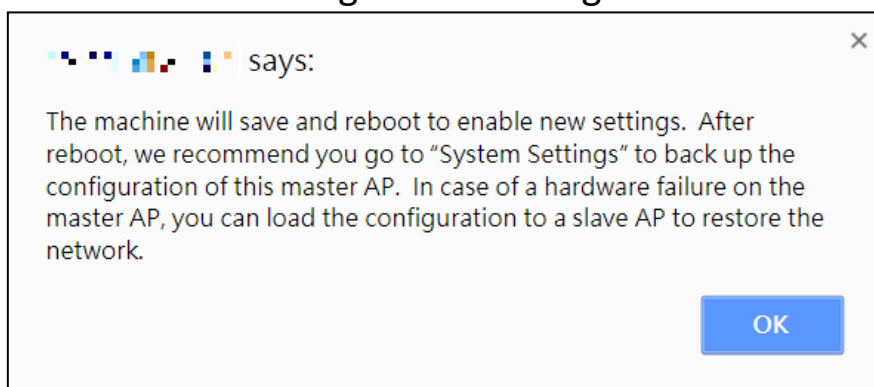 says:
The machine will save and reboot to enable new settings.  After
reboot, we recommend you go to “System Settings” to back up the
configuration of this master AP.  In case of a hardware failure on the
master AP, you can load the configuration to a slave AP to restore the
network.
OK